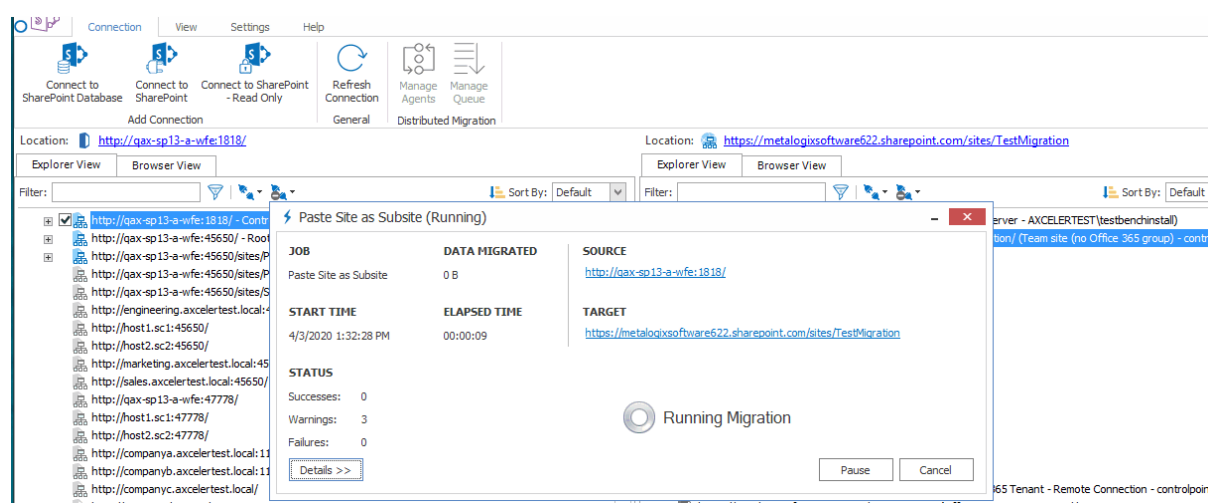 Connection View Settings Help
Connect to SharePoint Database
Connect to SharePoint
Connect to SharePoint - Read Only
Refresh Connection
Manage Agents
Manage Queue
Add Connection General Distributed Migration
Location: http://qax-sp13-a-wfe:1818/
Location: https://metalogixsoftware622.sharepoint.com/sites/TestMigration
Explorer View Browser View
Explorer View Browser View
Filter: Sort By: Default
Filter: Sort By: Default
http://qax-sp13-a-wfe:1818/ - Contr
http://qax-sp13-a-wfe:45650/ - Root
http://qax-sp13-a-wfe:45650/sites/P
http://qax-sp13-a-wfe:45650/sites/P
http://qax-sp13-a-wfe:45650/sites/S
http://engineering.axcelertest.local:4
http://host1.sc1:45650/
http://host2.sc2:45650/
http://marketing.axcelertest.local:45
http://sales.axcelertest.local:45650/
http://qax-sp13-a-wfe:47778/
http://host1.sc1:47778/
http://host2.sc2:47778/
http://companya.axcelertest.local:11
http://companyb.axcelertest.local:11
http://companyc.axcelertest.local/
Paste Site as Subsite (Running)
JOB DATA MIGRATED SOURCE
Paste Site as Subsite 0 B http://qax-sp13-a-wfe:1818/
START TIME ELAPSED TIME TARGET
4/3/2020 1:32:28 PM 00:00:09 https://metalogixsoftware622.sharepoint.com/sites/TestMigration
STATUS
Successes: 0
Warnings: 3
Failures: 0
Running Migration
Details >> Pause Cancel
erver - AXCELERTEST\testbenchinstall)
tion/ (Team site (no Office 365 group) - contr
65 Tenant - Remote Connection - controlpoin